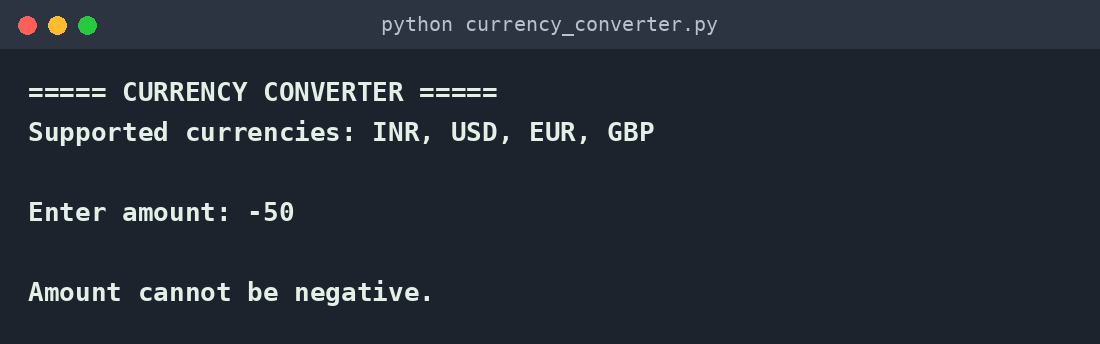 python currency_converter.py
===== CURRENCY CONVERTER =====
Supported currencies: INR, USD, EUR, GBP
Enter amount: -50
Amount cannot be negative.